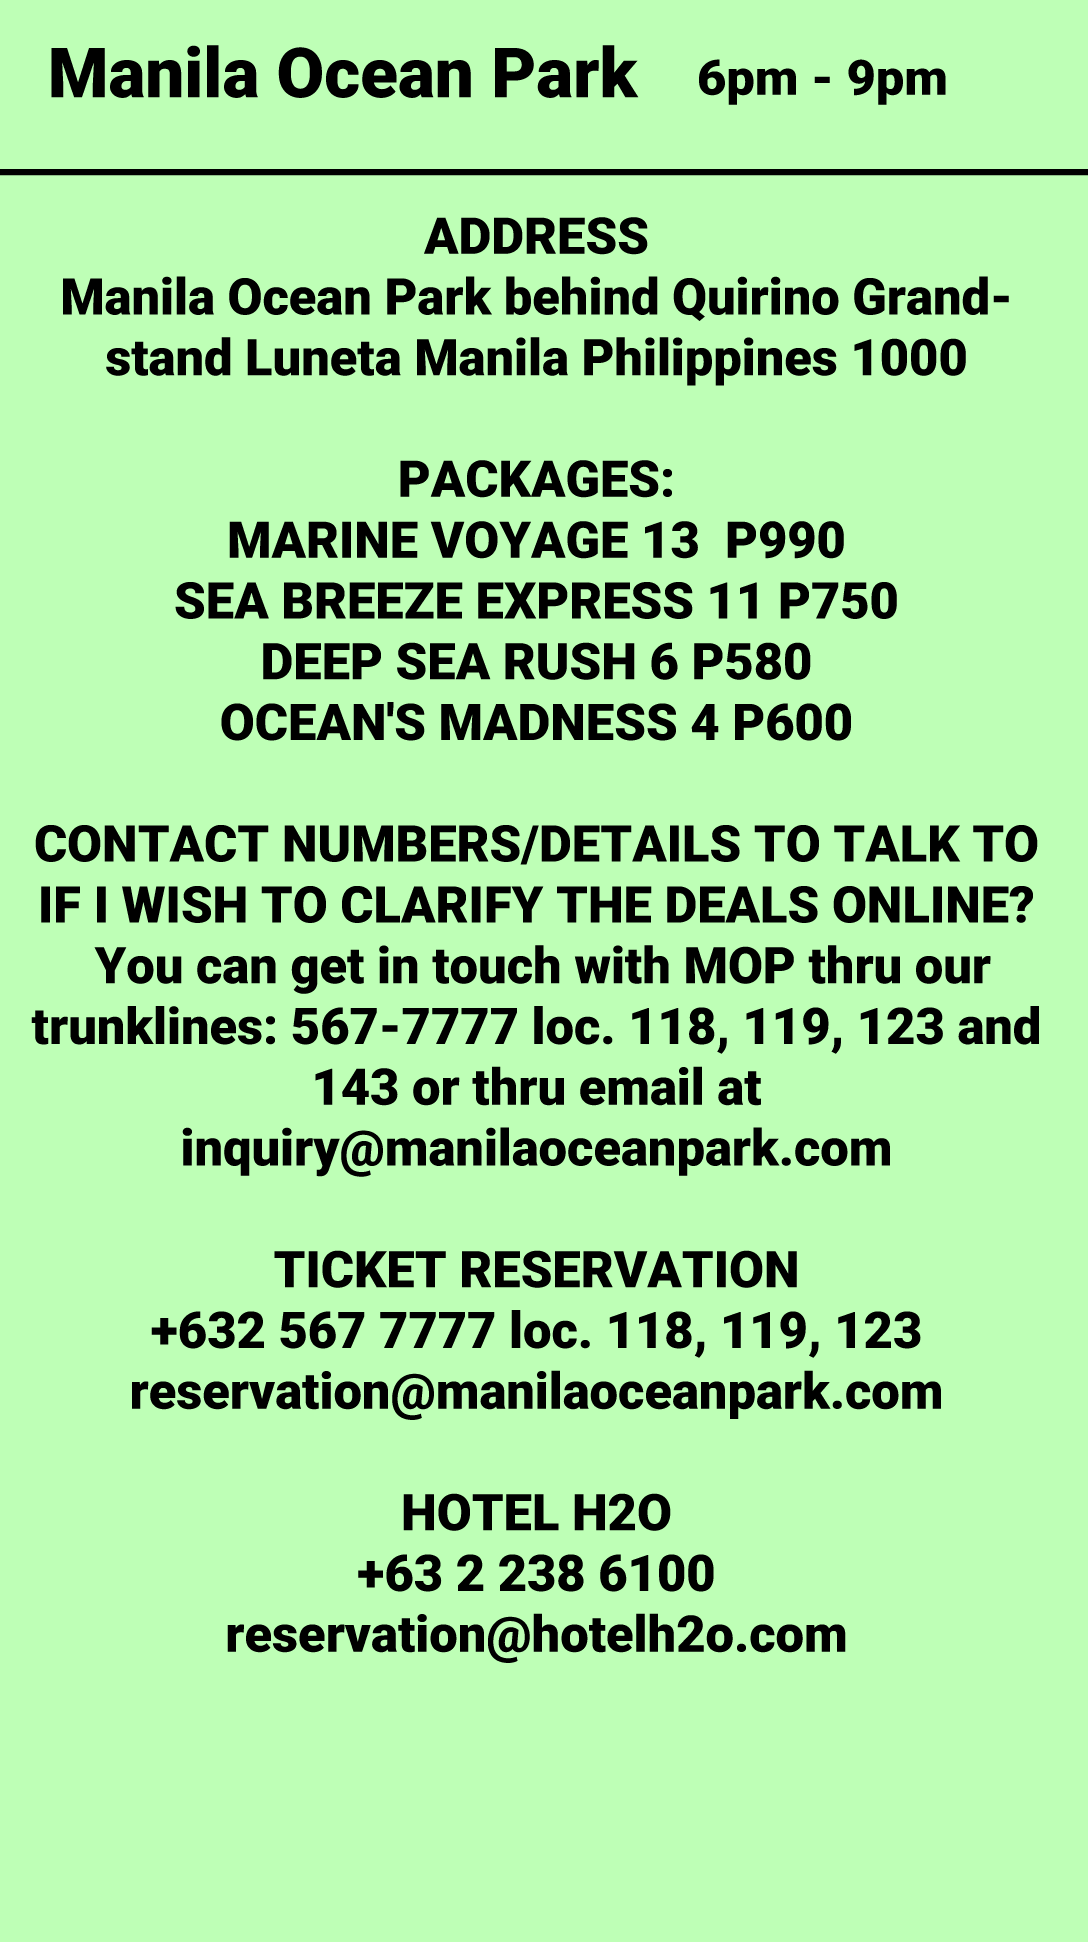 Manila Ocean Park 6pm - 9pm
ADDRESS
Manila Ocean Park behind Quirino Grand-
stand Luneta Manila Philippines 1000
PACKAGES:
MARINE VOYAGE 13  P990
SEA BREEZE EXPRESS 11 P750
DEEP SEA RUSH 6 P580
OCEAN'S MADNESS 4 P600
CONTACT NUMBERS/DETAILS TO TALK TO
IF I WISH TO CLARIFY THE DEALS ONLINE?
You can get in touch with MOP thru our
trunklines: 567-7777 loc. 118, 119, 123 and
143 or thru email at
inquiry@manilaoceanpark.com
TICKET RESERVATION
+632 567 7777 loc. 118, 119, 123
reservation@manilaoceanpark.com
HOTEL H2O
+63 2 238 6100
reservation@hotelh2o.com